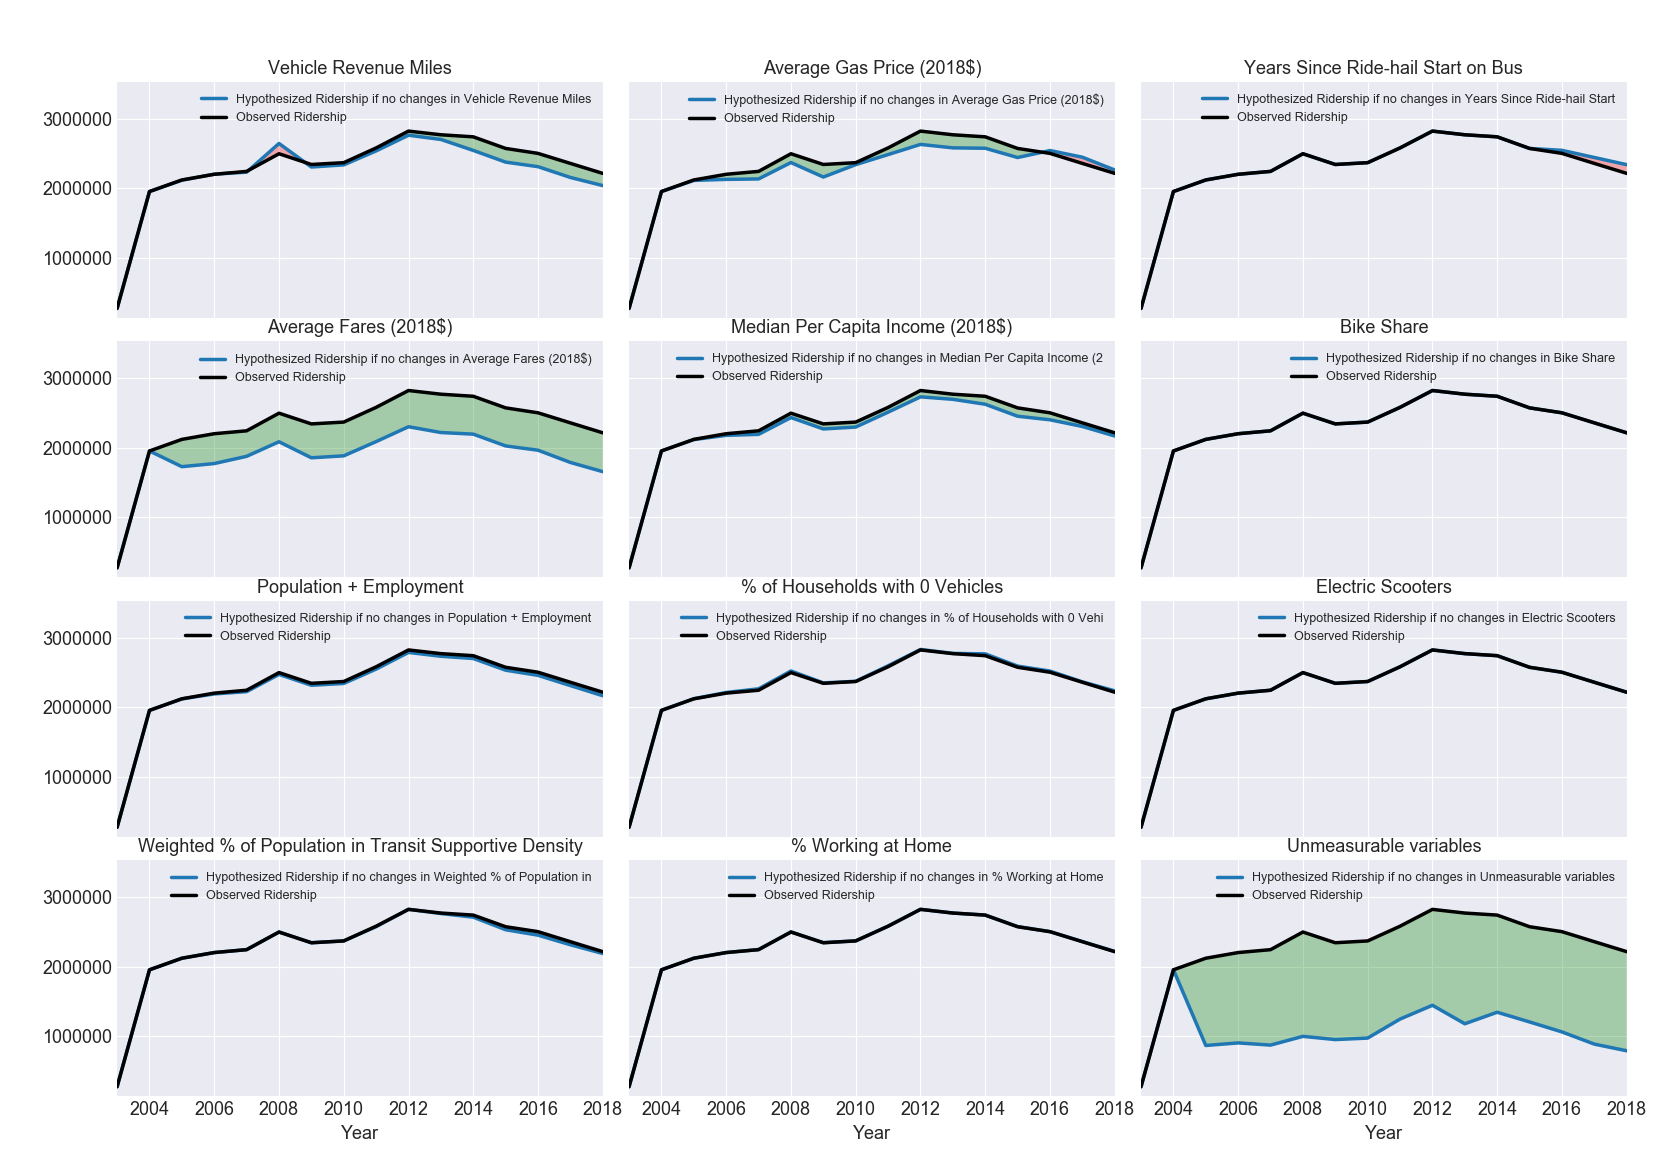 Vehicle Revenue Miles
Hypothesized Ridership if no changes in Vehicle Revenue Miles
Observed Ridership
3000000
2000000
1000000
Average Gas Price (2018$)
Hypothesized Ridership if no changes in Average Gas Price (2018$)
Observed Ridership
Years Since Ride-hail Start on Bus
Hypothesized Ridership if no changes in Years Since Ride-hail Start
Observed Ridership
Average Fares (2018$)
Hypothesized Ridership if no changes in Average Fares (2018$)
Observed Ridership
3000000
2000000
1000000
Median Per Capita Income (2018$)
Hypothesized Ridership if no changes in Median Per Capita Income (2
Observed Ridership
Bike Share
Hypothesized Ridership if no changes in Bike Share
Observed Ridership
Population + Employment
Hypothesized Ridership if no changes in Population + Employment
Observed Ridership
3000000
2000000
1000000
% of Households with 0 Vehicles
Hypothesized Ridership if no changes in % of Households with 0 Vehi
Observed Ridership
Electric Scooters
Hypothesized Ridership if no changes in Electric Scooters
Observed Ridership
Weighted % of Population in Transit Supportive Density
Hypothesized Ridership if no changes in Weighted % of Population in
Observed Ridership
3000000
2000000
1000000
2004 2006 2008 2010 2012 2014 2016 2018
Year
% Working at Home
Hypothesized Ridership if no changes in % Working at Home
Observed Ridership
2004 2006 2008 2010 2012 2014 2016 2018
Year
Unmeasurable variables
Hypothesized Ridership if no changes in Unmeasurable variables
Observed Ridership
2004 2006 2008 2010 2012 2014 2016 2018
Year